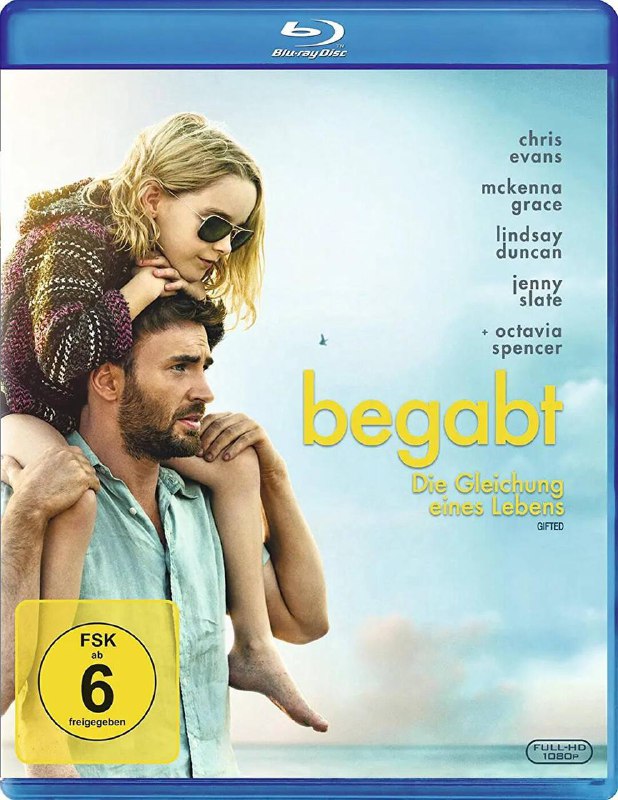 Blu-ray Disc
TM
chris
evans
mckenna
grace
lindsay
duncan
jenny
slate
+ octavia
spencer
begabt
Die Gleichung
eines Lebens
GIFTED
FSK
ab
6
freigegeben
FULL-HD
1080P